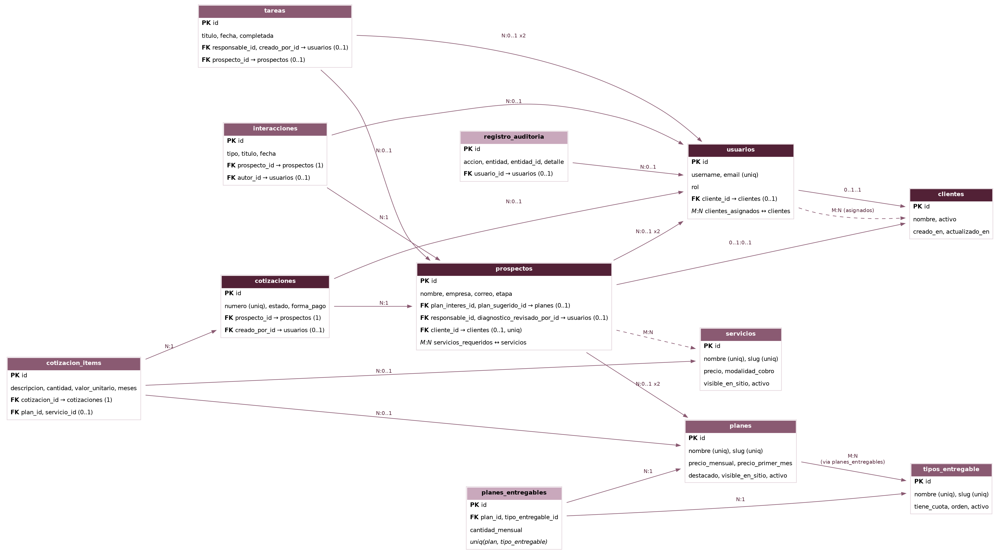 tareas
PK id
titulo, fecha, completada
FK responsable_id, creado_por_id → usuarios (0..1)
FK prospecto_id → prospectos (0..1)
N:0..1 x2
N:0..1
interacciones
PK id
tipo, titulo, fecha
FK prospecto_id → prospectos (1)
FK autor_id → usuarios (0..1)
N:0..1
N:1
registro_auditoria
PK id
accion, entidad, entidad_id, detalle
FK usuario_id → usuarios (0..1)
N:0..1
usuarios
PK id
username, email (uniq)
rol
FK cliente_id → clientes (0..1)
M:N clientes_asignados ↔ clientes
0..1..1
M:N (asignados)
clientes
PK id
nombre, activo
creado_en, actualizado_en
N:0..1
N:0..1 x2
0..1:0..1
cotizaciones
PK id
numero (uniq), estado, forma_pago
FK prospecto_id → prospectos (1)
FK creado_por_id → usuarios (0..1)
N:1
prospectos
PK id
nombre, empresa, correo, etapa
FK plan_interes_id, plan_sugerido_id → planes (0..1)
FK responsable_id, diagnostico_revisado_por_id → usuarios (0..1)
FK cliente_id → clientes (0..1, uniq)
M:N servicios_requeridos ↔ servicios
M:N
N:0..1 x2
servicios
PK id
nombre (uniq), slug (uniq)
precio, modalidad_cobro
visible_en_sitio, activo
N:1
cotizacion_items
PK id
descripcion, cantidad, valor_unitario, meses
FK cotizacion_id → cotizaciones (1)
FK plan_id, servicio_id (0..1)
N:0..1
N:0..1
planes
PK id
nombre (uniq), slug (uniq)
precio_mensual, precio_primer_mes
destacado, visible_en_sitio, activo
M:N
(via planes_entregables)
tipos_entregable
PK id
nombre (uniq), slug (uniq)
tiene_cuota, orden, activo
planes_entregables
PK id
FK plan_id, tipo_entregable_id
cantidad_mensual
uniq(plan, tipo_entregable)
N:1
N:1